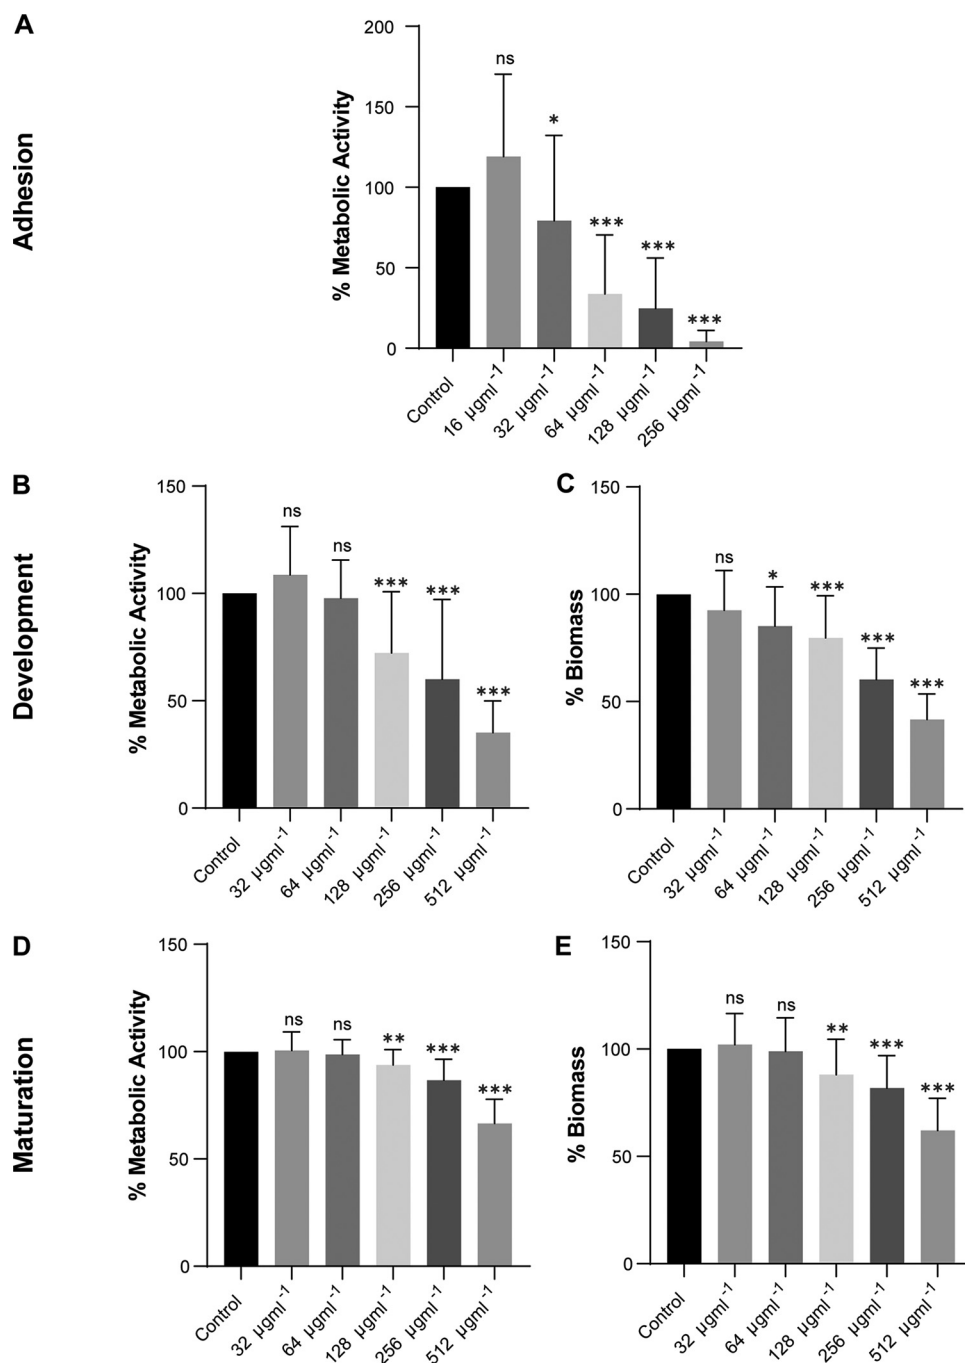 A
Adhesion
% Metabolic Activity
200
150
100
50
0
ns
*
***
***
***
Control
16 µgml⁻¹
32 µgml⁻¹
64 µgml⁻¹
128 µgml⁻¹
256 µgml⁻¹
B
Development
% Metabolic Activity
150
100
50
0
ns
ns
***
***
***
Control
32 µgml⁻¹
64 µgml⁻¹
128 µgml⁻¹
256 µgml⁻¹
512 µgml⁻¹
C
% Biomass
150
100
50
0
ns
*
***
***
***
Control
32 µgml⁻¹
64 µgml⁻¹
128 µgml⁻¹
256 µgml⁻¹
512 µgml⁻¹
D
Maturation
% Metabolic Activity
150
100
50
0
ns
ns
**
***
***
Control
32 µgml⁻¹
64 µgml⁻¹
128 µgml⁻¹
256 µgml⁻¹
512 µgml⁻¹
E
% Biomass
150
100
50
0
ns
ns
**
***
***
Control
32 µgml⁻¹
64 µgml⁻¹
128 µgml⁻¹
256 µgml⁻¹
512 µgml⁻¹